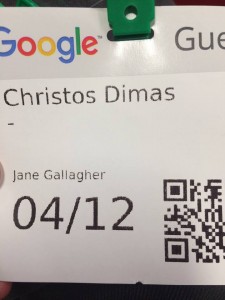 Google Gue
Christos Dimas
-
Jane Gallagher
04/12